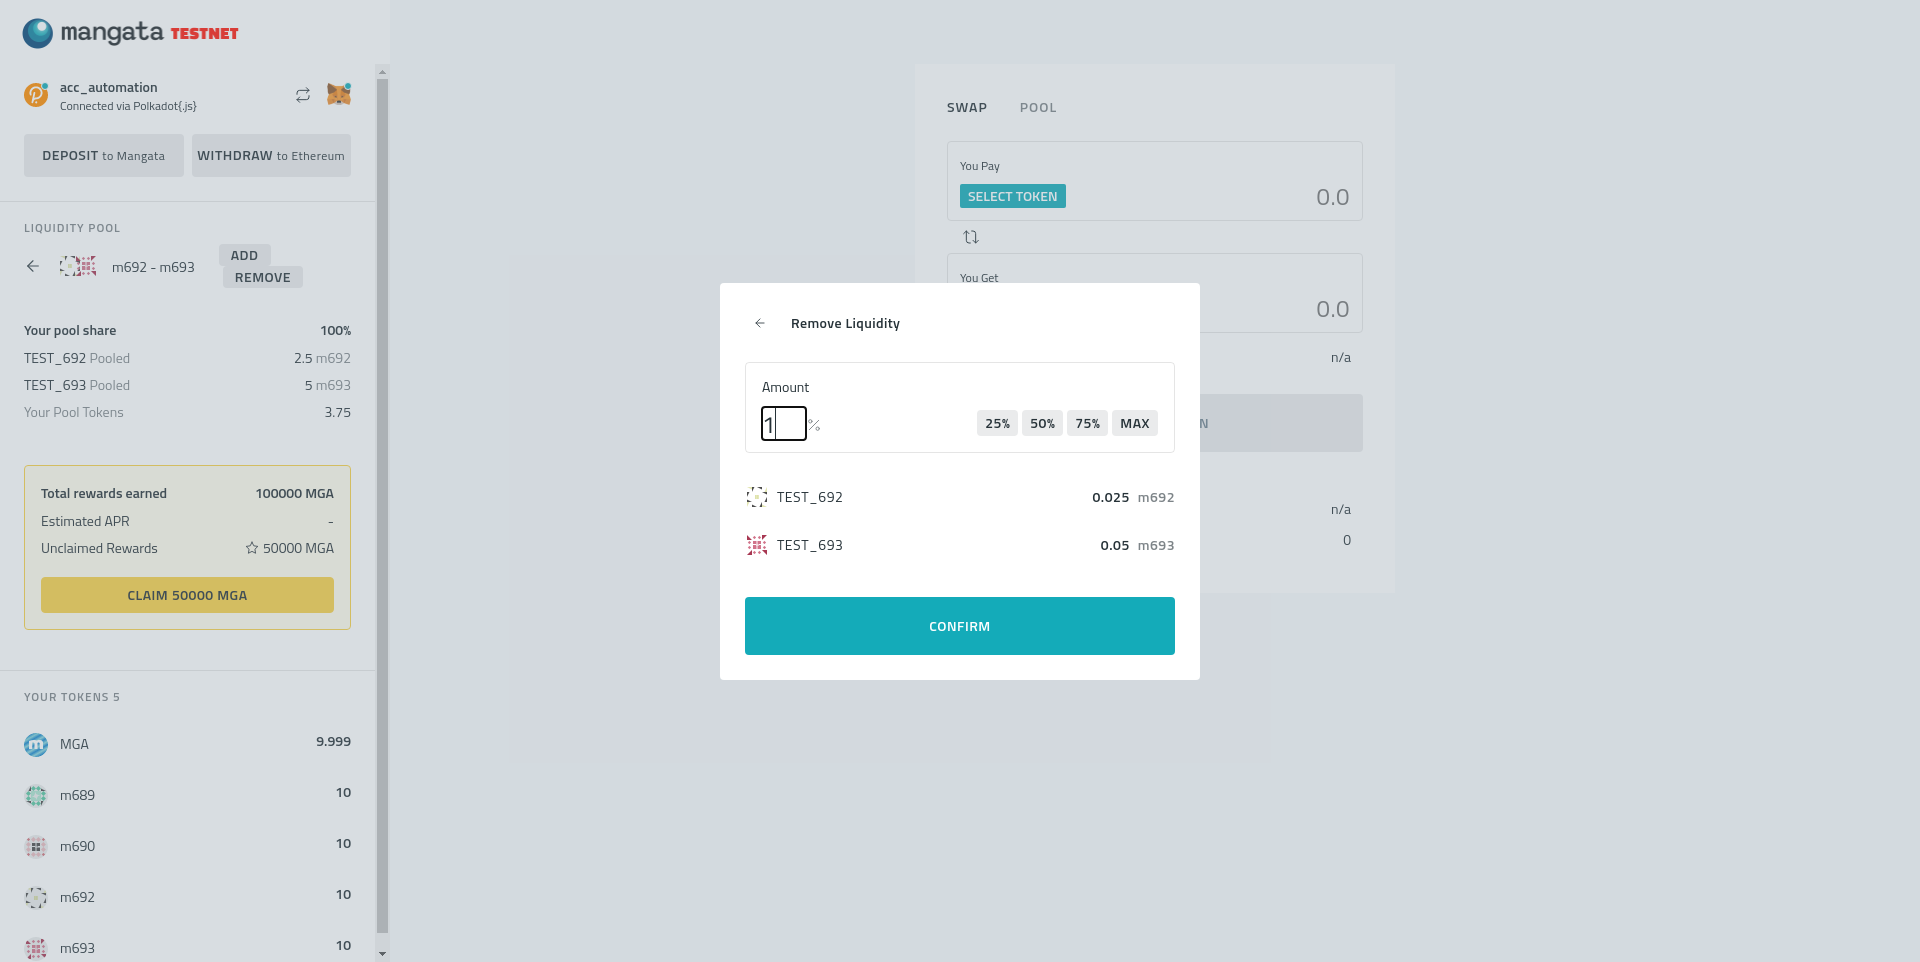 mangata TESTNET
acc_automation
Connected via Polkadot{.js}
DEPOSIT to Mangata
WITHDRAW to Ethereum
LIQUIDITY POOL
m692 - m693
ADD
REMOVE
Your pool share 100%
TEST_692 Pooled 2.5 m692
TEST_693 Pooled 5 m693
Your Pool Tokens 3.75
Total rewards earned 100000 MGA
Estimated APR -
Unclaimed Rewards 50000 MGA
CLAIM 50000 MGA
YOUR TOKENS 5
MGA 9.999
m689 10
m690 10
m692 10
m693 10
SWAP POOL
You Pay
SELECT TOKEN 0.0
You Get
0.0
n/a
N
n/a
0
Remove Liquidity
Amount
1 %
25% 50% 75% MAX
TEST_692 0.025 m692
TEST_693 0.05 m693
CONFIRM